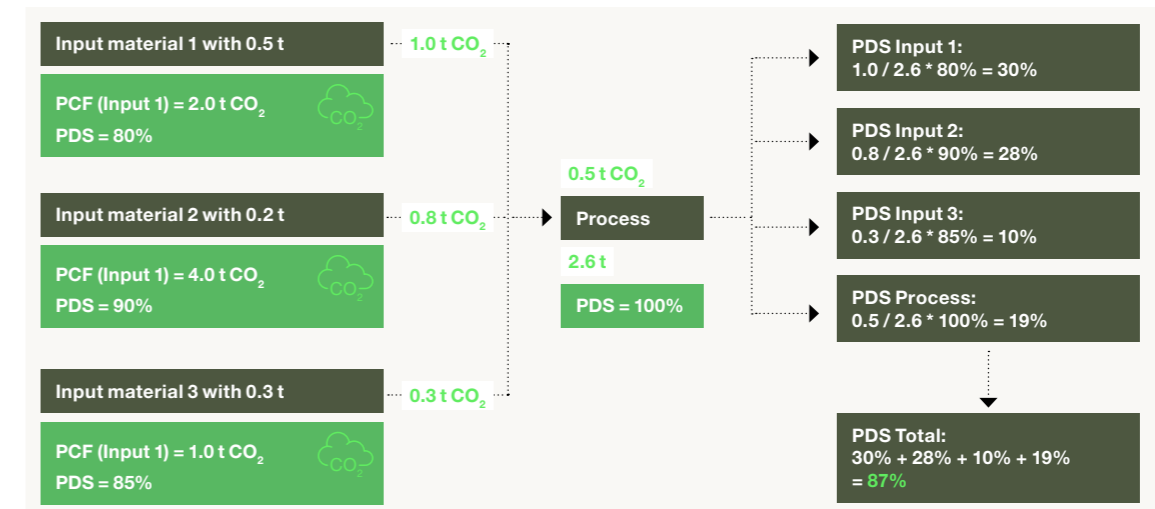 Input material 1 with 0.5 t
PCF (Input 1) = 2.0 t CO₂
PDS = 80%
CO₂
1.0 t CO₂
Input material 2 with 0.2 t
PCF (Input 1) = 4.0 t CO₂
PDS = 90%
CO₂
0.8 t CO₂
Input material 3 with 0.3 t
PCF (Input 1) = 1.0 t CO₂
PDS = 85%
CO₂
0.3 t CO₂
0.5 t CO₂
Process
2.6 t
PDS = 100%
PDS Input 1:
1.0 / 2.6 * 80% = 30%
PDS Input 2:
0.8 / 2.6 * 90% = 28%
PDS Input 3:
0.3 / 2.6 * 85% = 10%
PDS Process:
0.5 / 2.6 * 100% = 19%
PDS Total:
30% + 28% + 10% + 19%
= 87%